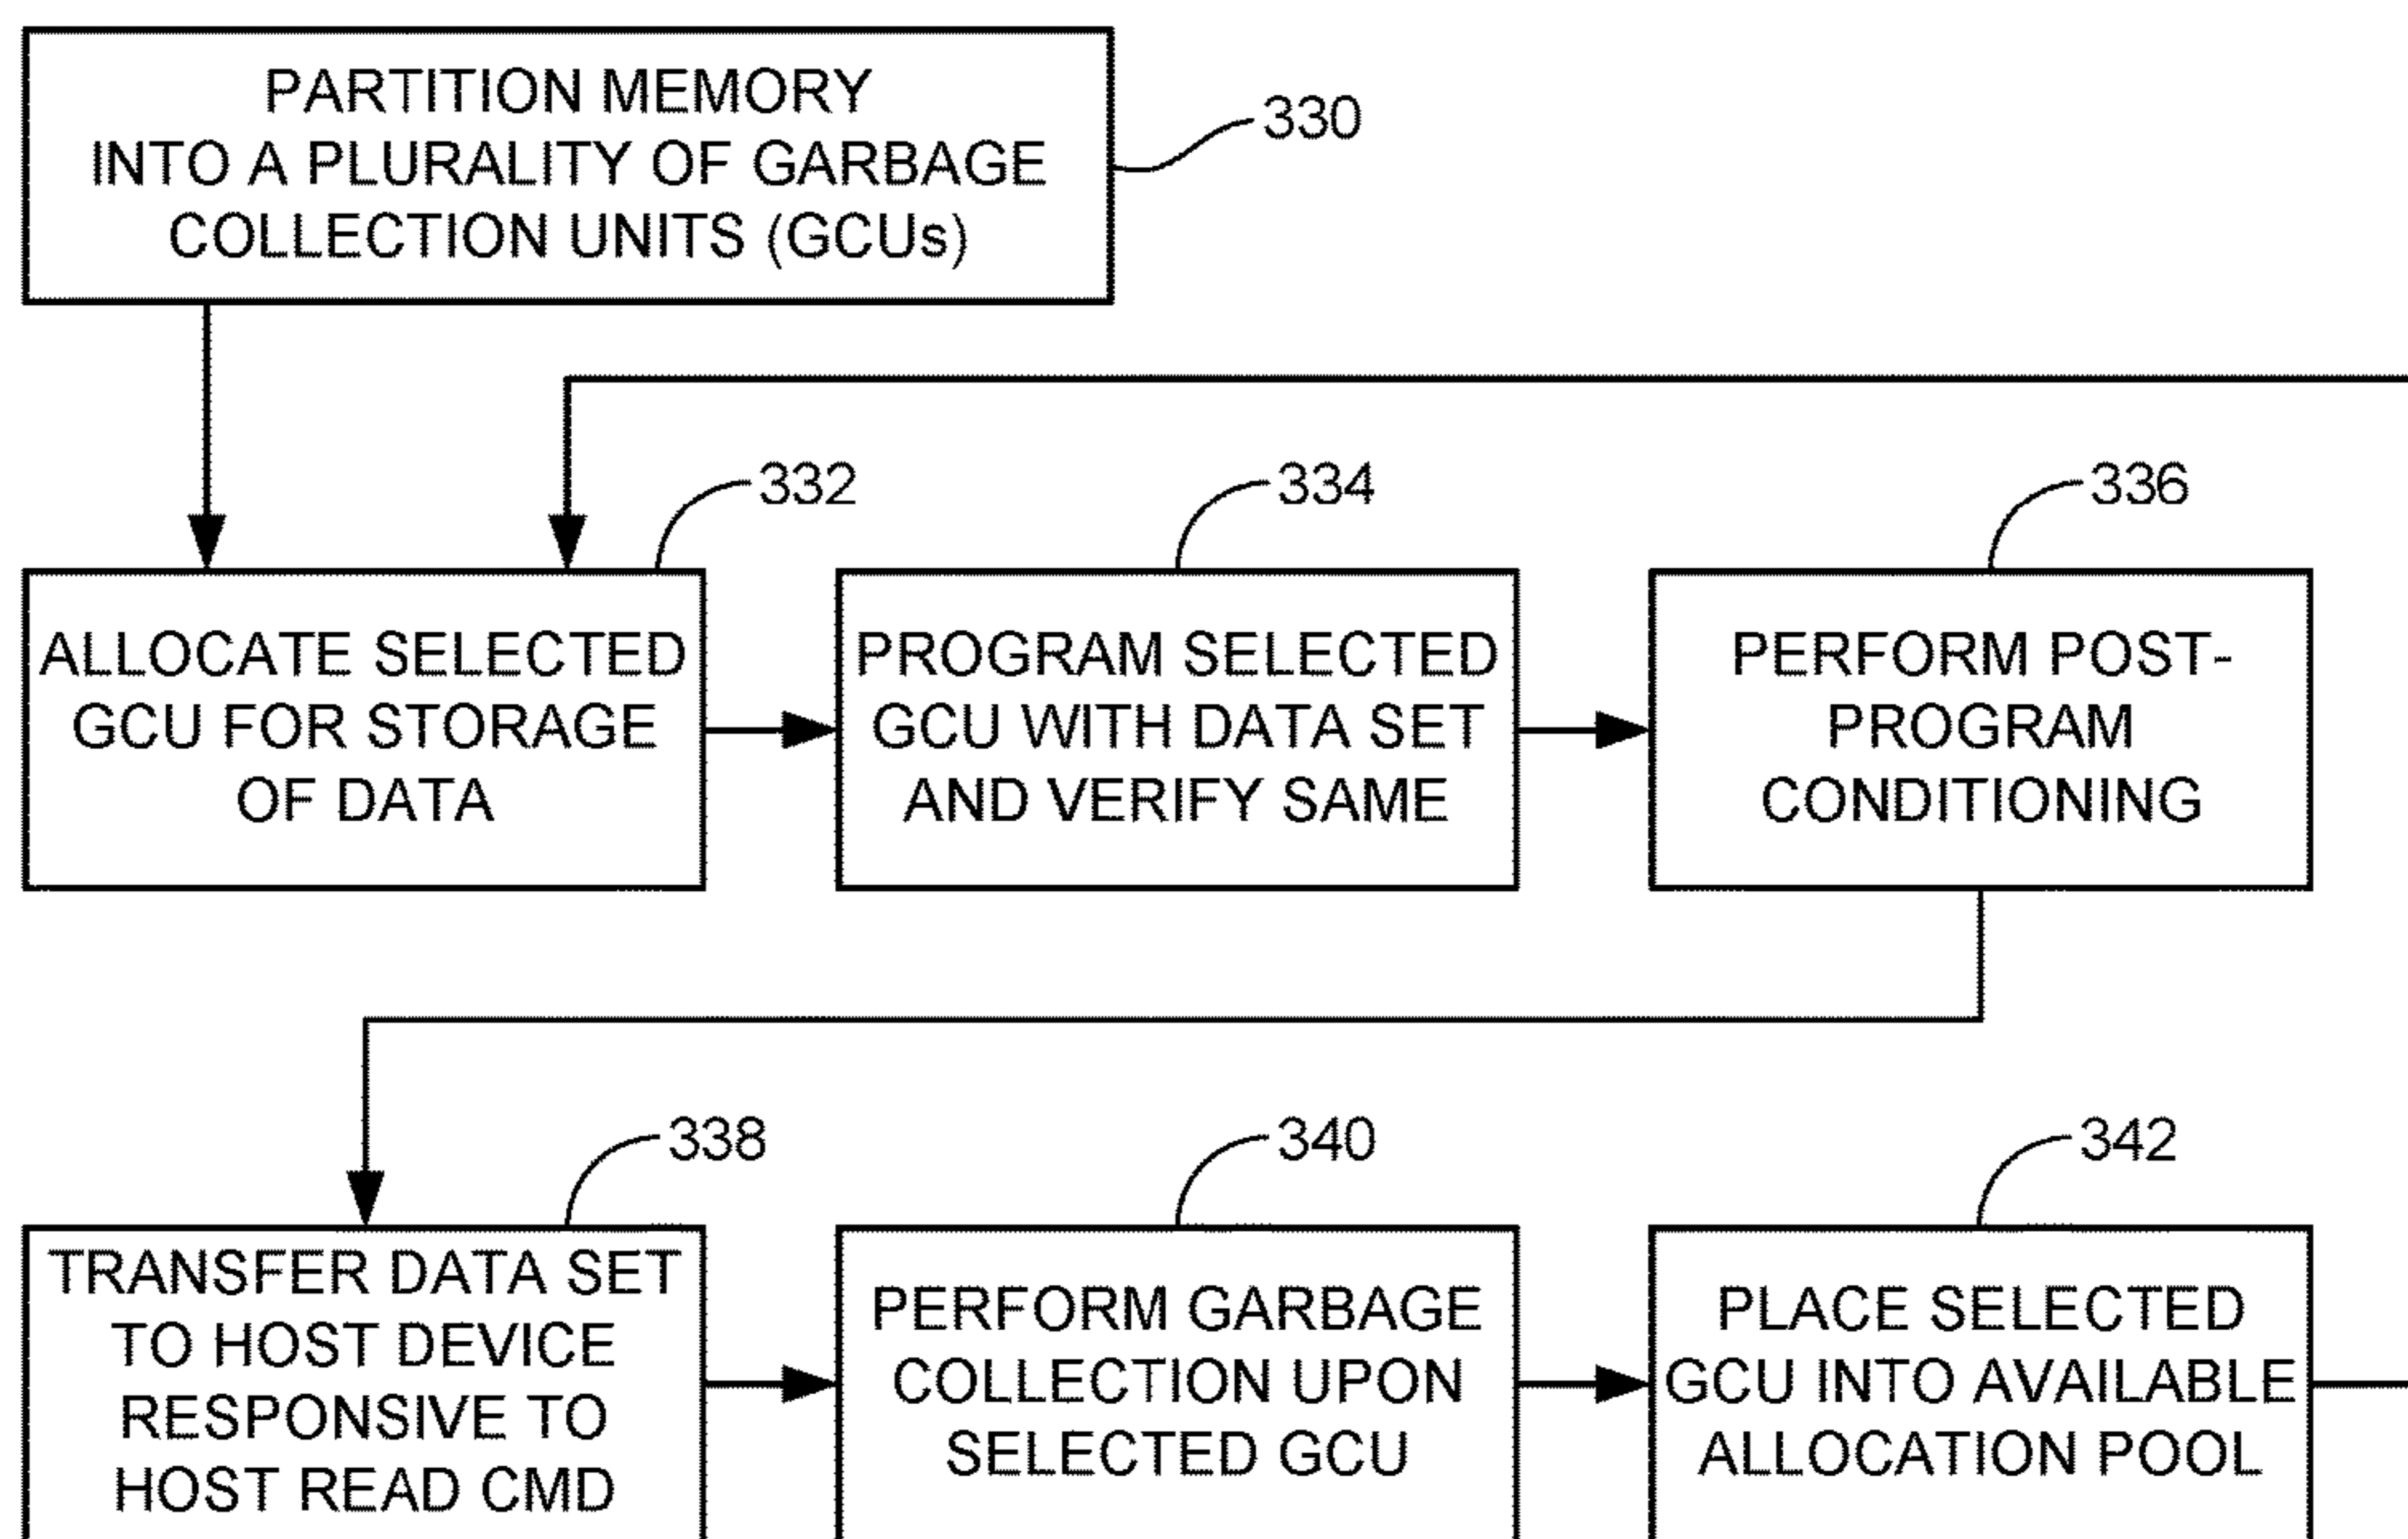 PARTITION MEMORY
INTO A PLURALITY OF GARBAGE
COLLECTION UNITS (GCUs)
330
332
334
336
ALLOCATE SELECTED
GCU FOR STORAGE
OF DATA
PROGRAM SELECTED
GCU WITH DATA SET
AND VERIFY SAME
PERFORM POST-
PROGRAM
CONDITIONING
338
340
342
TRANSFER DATA SET
TO HOST DEVICE
RESPONSIVE TO
HOST READ CMD
PERFORM GARBAGE
COLLECTION UPON
SELECTED GCU
PLACE SELECTED
GCU INTO AVAILABLE
ALLOCATION POOL